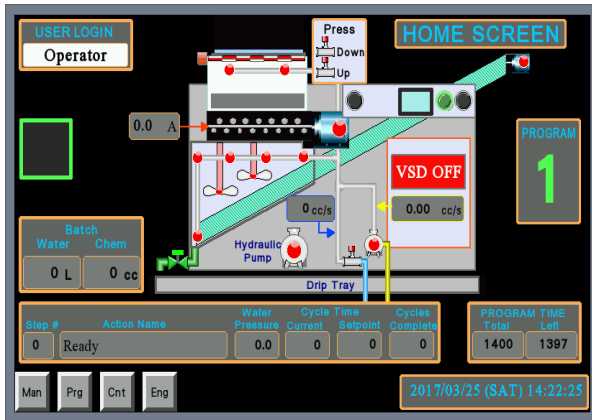 USER LOGIN
Operator
Press
Down
Up
HOME SCREEN
0.0 A
PROGRAM
1
VSD OFF
0 cc/s
0.00 cc/s
Batch
Water Chem
0 L 0 cc
Hydraulic
Pump
Drip Tray
Step # Action Name Water Pressure Cycle Time Current Setpoint Cycles Complete
0 Ready 0.0 0 0 0
PROGRAM TIME
Total Left
1400 1397
Man Prg Cnt Eng
2017/03/25 (SAT) 14:22:25